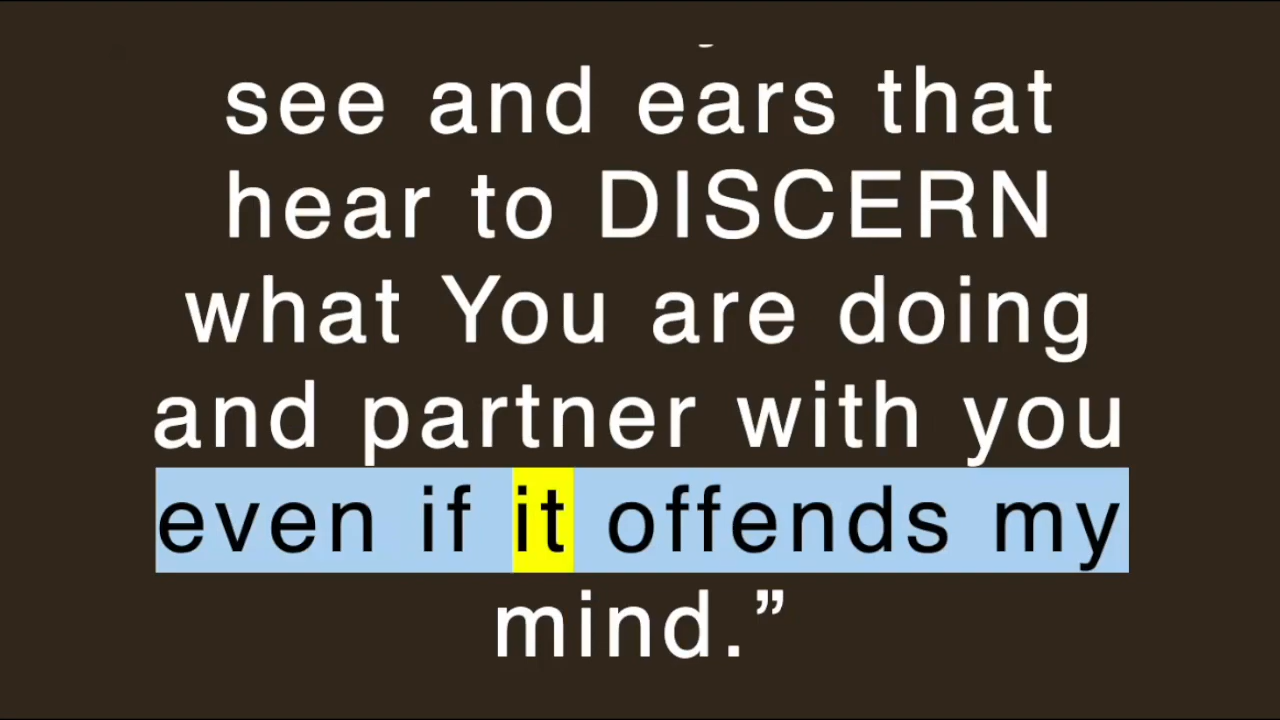 see and ears that
hear to DISCERN
what You are doing
and partner with you
even if it offends my
mind.”